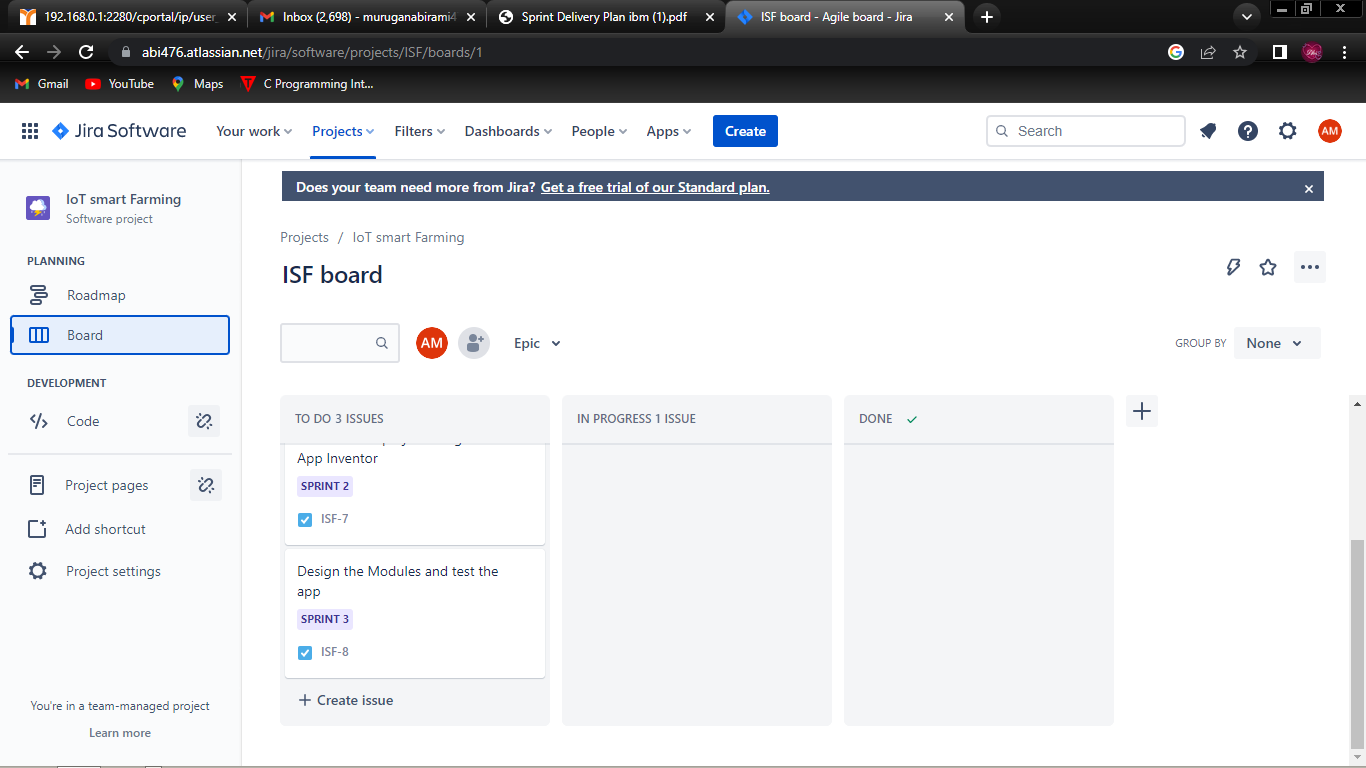 192.168.0.1:2280/cportal/ip/user_
Inbox (2,698) - muruganabirami4
Sprint Delivery Plan ibm (1).pdf
ISF board - Agile board - Jira
abi476.atlassian.net/jira/software/projects/ISF/boards/1
Gmail
YouTube
Maps
C Programming Int...
Jira Software
Your work
Projects
Filters
Dashboards
People
Apps
Create
Search
AM
IoT smart Farming
Software project
PLANNING
Roadmap
Board
DEVELOPMENT
Code
Project pages
Add shortcut
Project settings
You're in a team-managed project
Learn more
Does your team need more from Jira? Get a free trial of our Standard plan.
Projects / IoT smart Farming
ISF board
AM
Epic
GROUP BY
None
TO DO 3 ISSUES
App Inventor
SPRINT 2
ISF-7
Design the Modules and test the
app
SPRINT 3
ISF-8
+ Create issue
IN PROGRESS 1 ISSUE
DONE